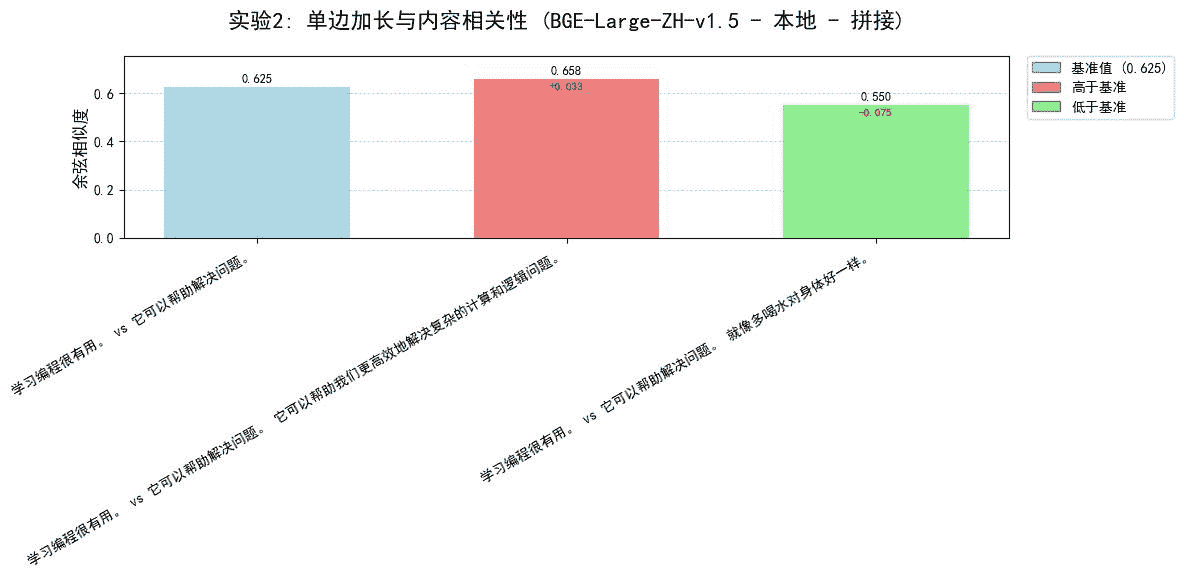 实验2: 单边加长与内容相关性 (BGE-Large-ZH-v1.5 - 本地 - 拼接)
余弦相似度
0.6
0.4
0.2
0.0
0.625
0.658
+0.033
0.550
-0.075
基准值 (0.625)
高于基准
低于基准
学习编程很有用。 vs 它可以帮助解决问题。
学习编程很有用。 vs 它可以帮助解决问题。 它可以帮助我们更高效地解决复杂的计算和逻辑问题。
学习编程很有用。 vs 它可以帮助解决问题。 就像多喝水对身体好一样。